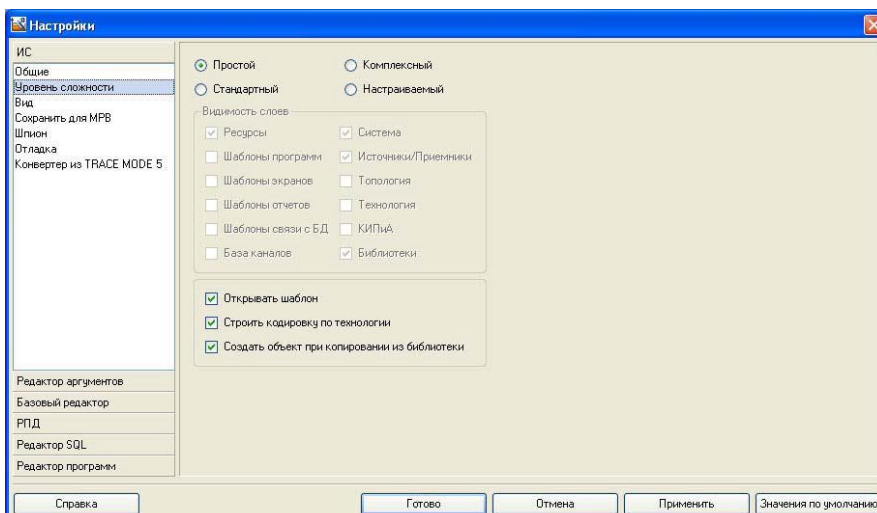 Настройки
ИС
Общие
Уровень сложности
Вид
Сохранить для МРВ
Шпион
Отладка
Конвертер из TRACE MODE 5
Редактор аргументов
Базовый редактор
РПД
Редактор SQL
Редактор программ
Простой
Комплексный
Стандартный
Настраиваемый
Видимость слоев
Ресурсы
Система
Шаблоны программ
Источники/Приемники
Шаблоны экранов
Топология
Шаблоны отчетов
Технология
Шаблоны связи с БД
КИПиА
База каналов
Библиотеки
Открывать шаблон
Строить кодировку по технологии
Создать объект при копировании из библиотеки
Справка
Готово
Отмена
Применить
Значения по умолчанию